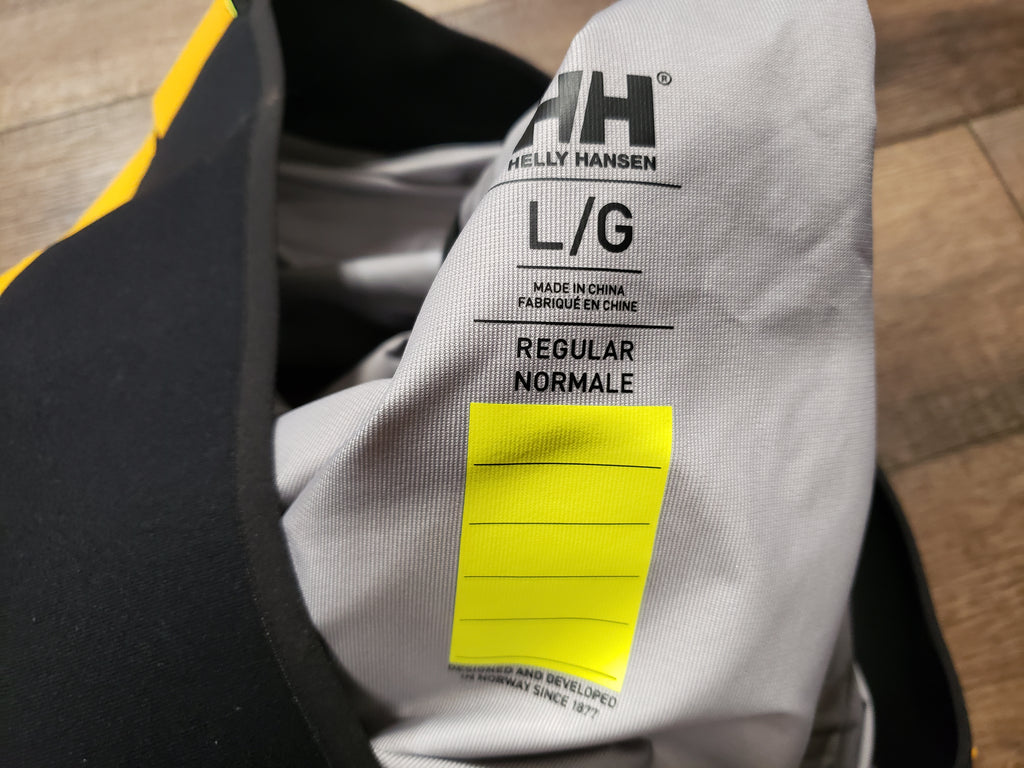 HH®
HELLY HANSEN
L/G
MADE IN CHINA
FABRIQUÉ EN CHINE
REGULAR
NORMALE
DESIGNED AND DEVELOPED
IN NORWAY SINCE 1877